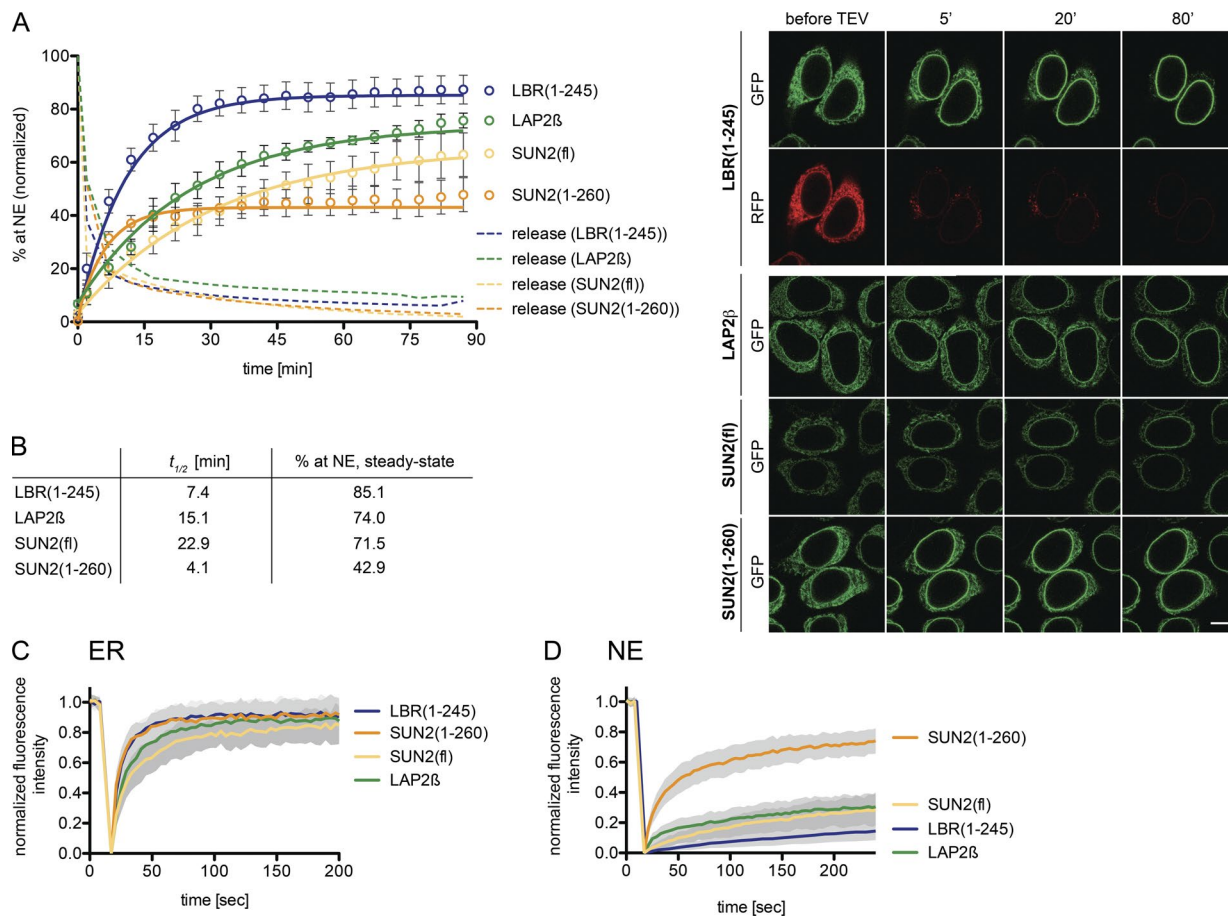 A
% at NE (normalized)
100
80
60
40
20
0
0 15 30 45 60 75 90
time [min]
LBR(1-245)
LAP2ß
SUN2(fl)
SUN2(1-260)
release (LBR(1-245))
release (LAP2ß)
release (SUN2(fl))
release (SUN2(1-260))
before TEV 5' 20' 80'
LBR(1-245)
GFP
RFP
LAP2β
GFP
SUN2(fl)
GFP
SUN2(1-260)
GFP
B
t1/2 [min] % at NE, steady-state
LBR(1-245) 7.4 85.1
LAP2ß 15.1 74.0
SUN2(fl) 22.9 71.5
SUN2(1-260) 4.1 42.9
C ER
normalized fluorescence
intensity
1.0
0.8
0.6
0.4
0.2
0.0
0 50 100 150 200
time [sec]
LBR(1-245)
SUN2(1-260)
SUN2(fl)
LAP2ß
D NE
normalized fluorescence
intensity
1.0
0.8
0.6
0.4
0.2
0.0
0 50 100 150 200
time [sec]
SUN2(1-260)
SUN2(fl)
LBR(1-245)
LAP2ß